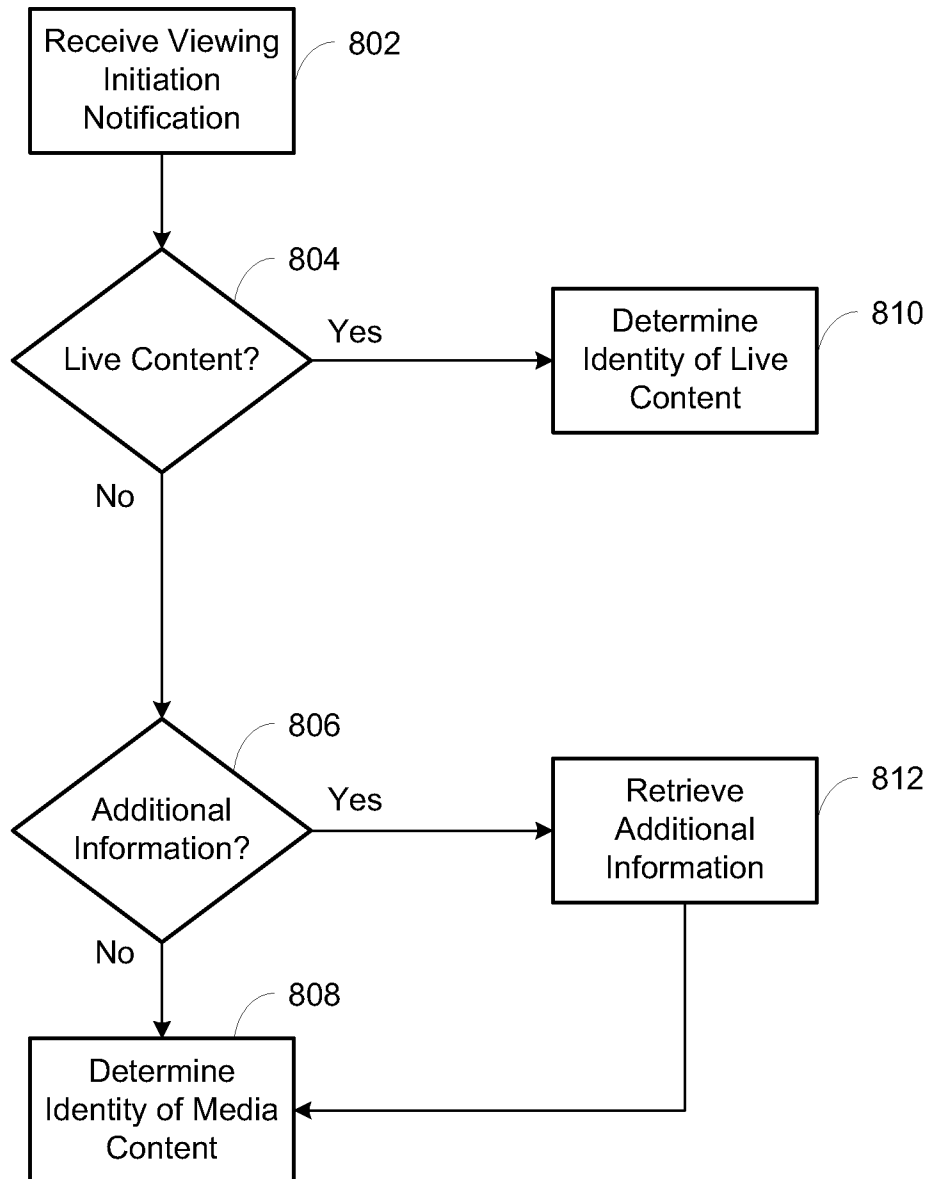 Receive Viewing
Initiation
Notification
802
804
Live Content?
Yes
No
Determine
Identity of Live
Content
810
806
Additional
Information?
Yes
No
Retrieve
Additional
Information
812
808
Determine
Identity of Media
Content